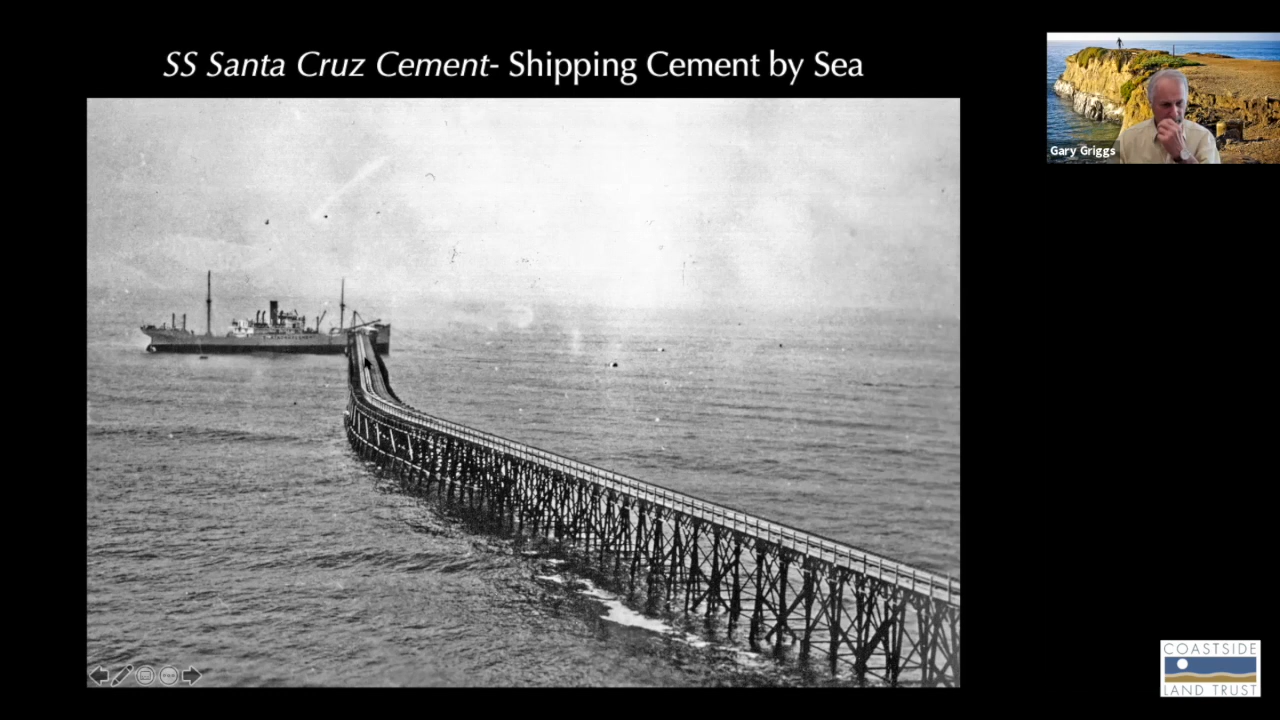 SS Santa Cruz Cement- Shipping Cement by Sea
Gary Griggs
COASTSIDE
LAND TRUST